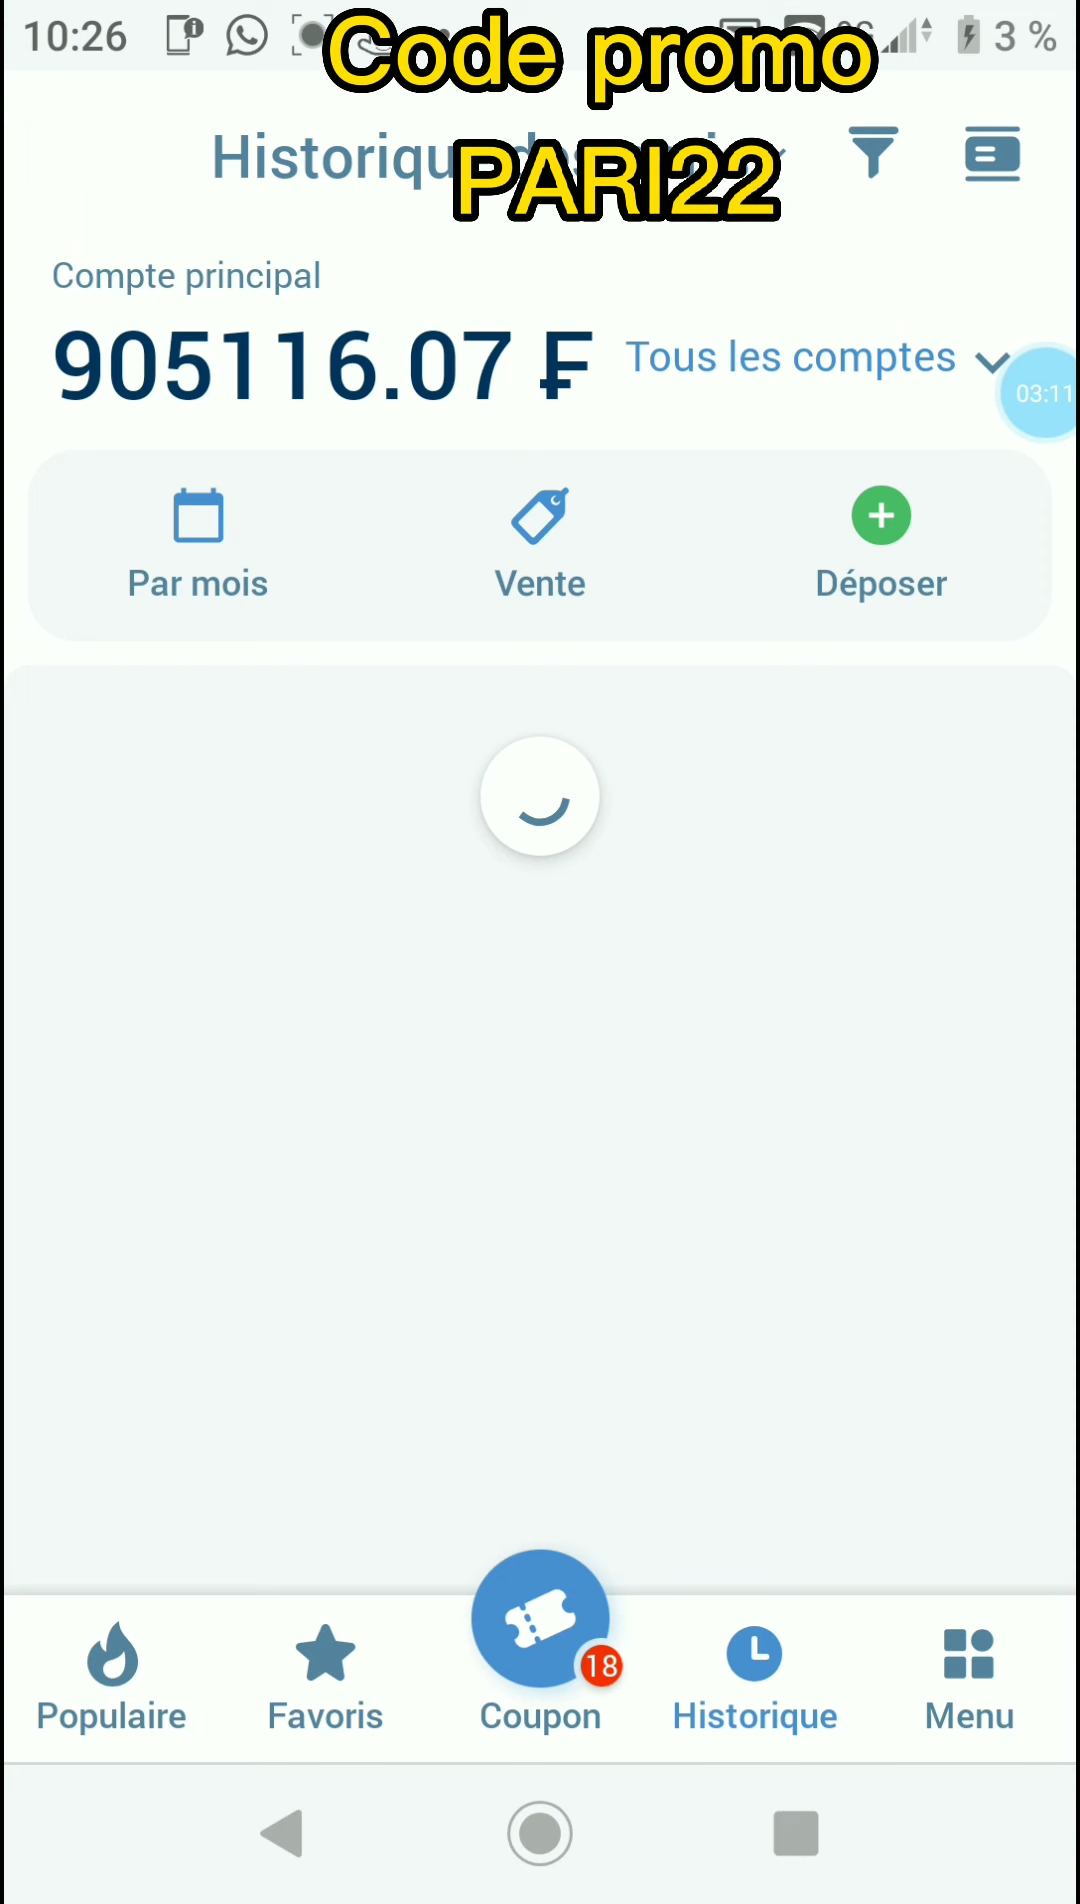 10:26
3 %
Code promo
PARI22
Compte principal
905116.07 ₣
Tous les comptes
03:11
Par mois
Vente
Déposer
18
Populaire
Favoris
Coupon
Historique
Menu